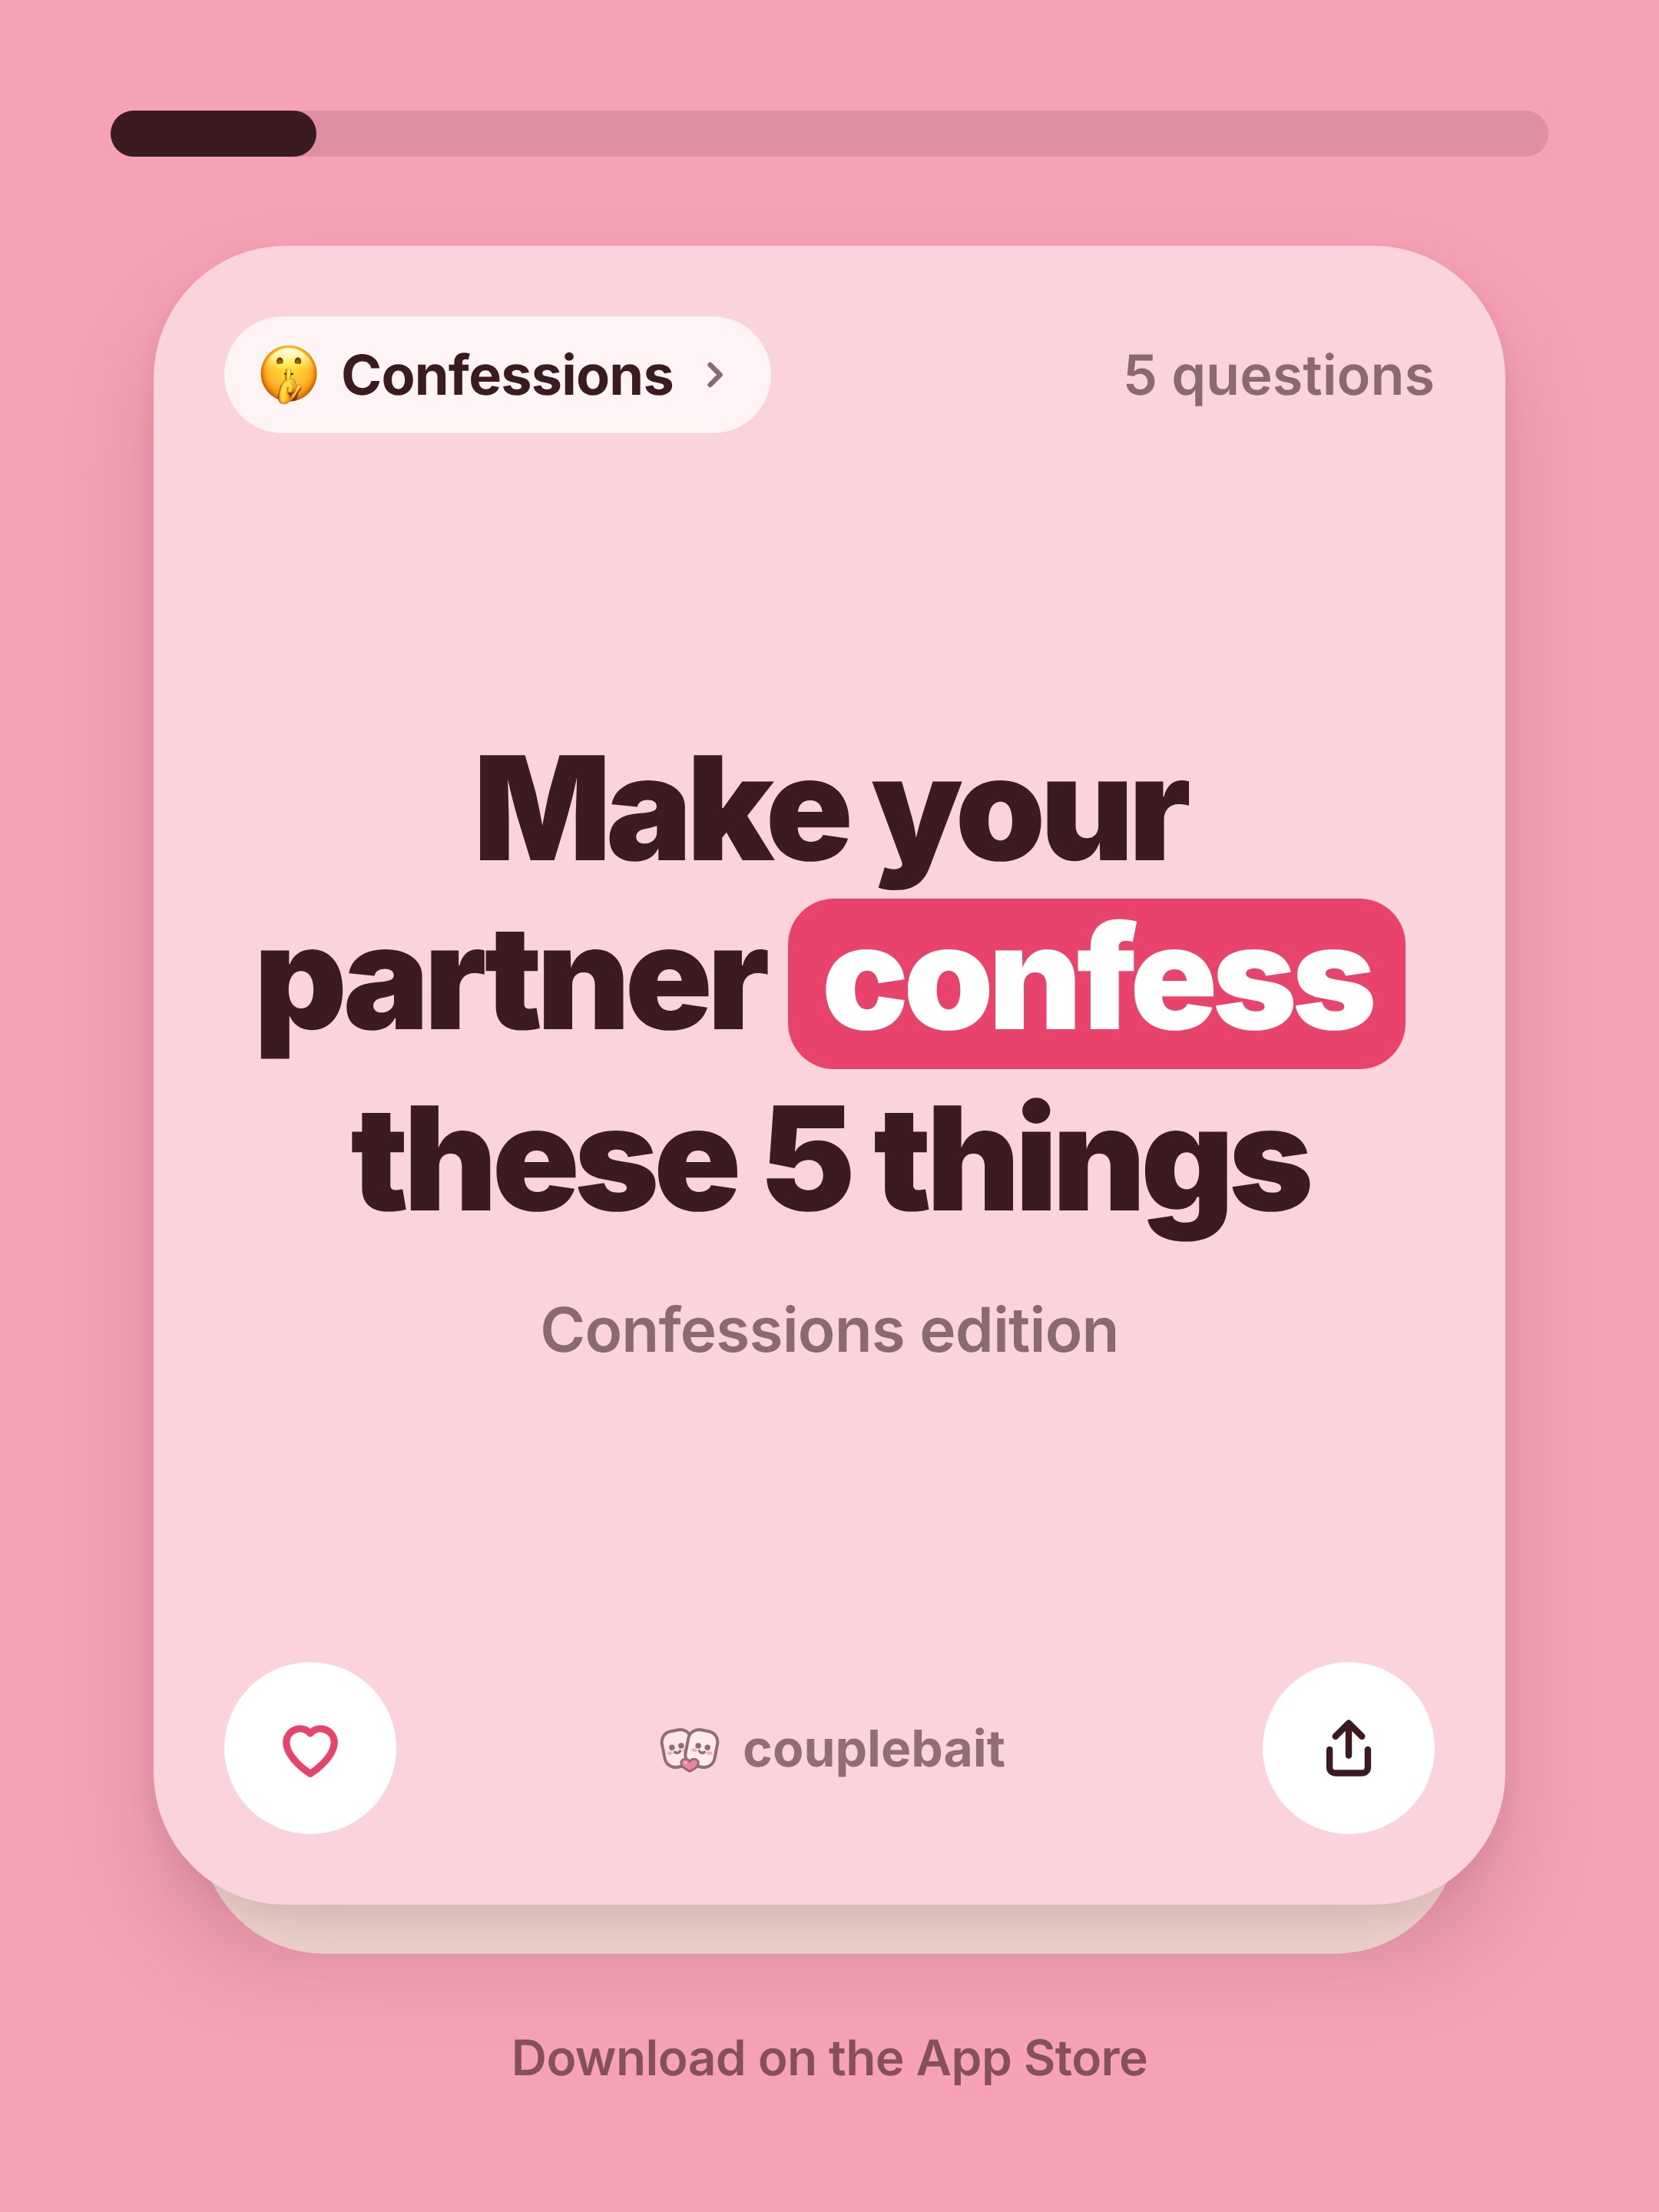 Confessions
5 questions
Make your
partner confess
these 5 things
Confessions edition
couplebait
Download on the App Store